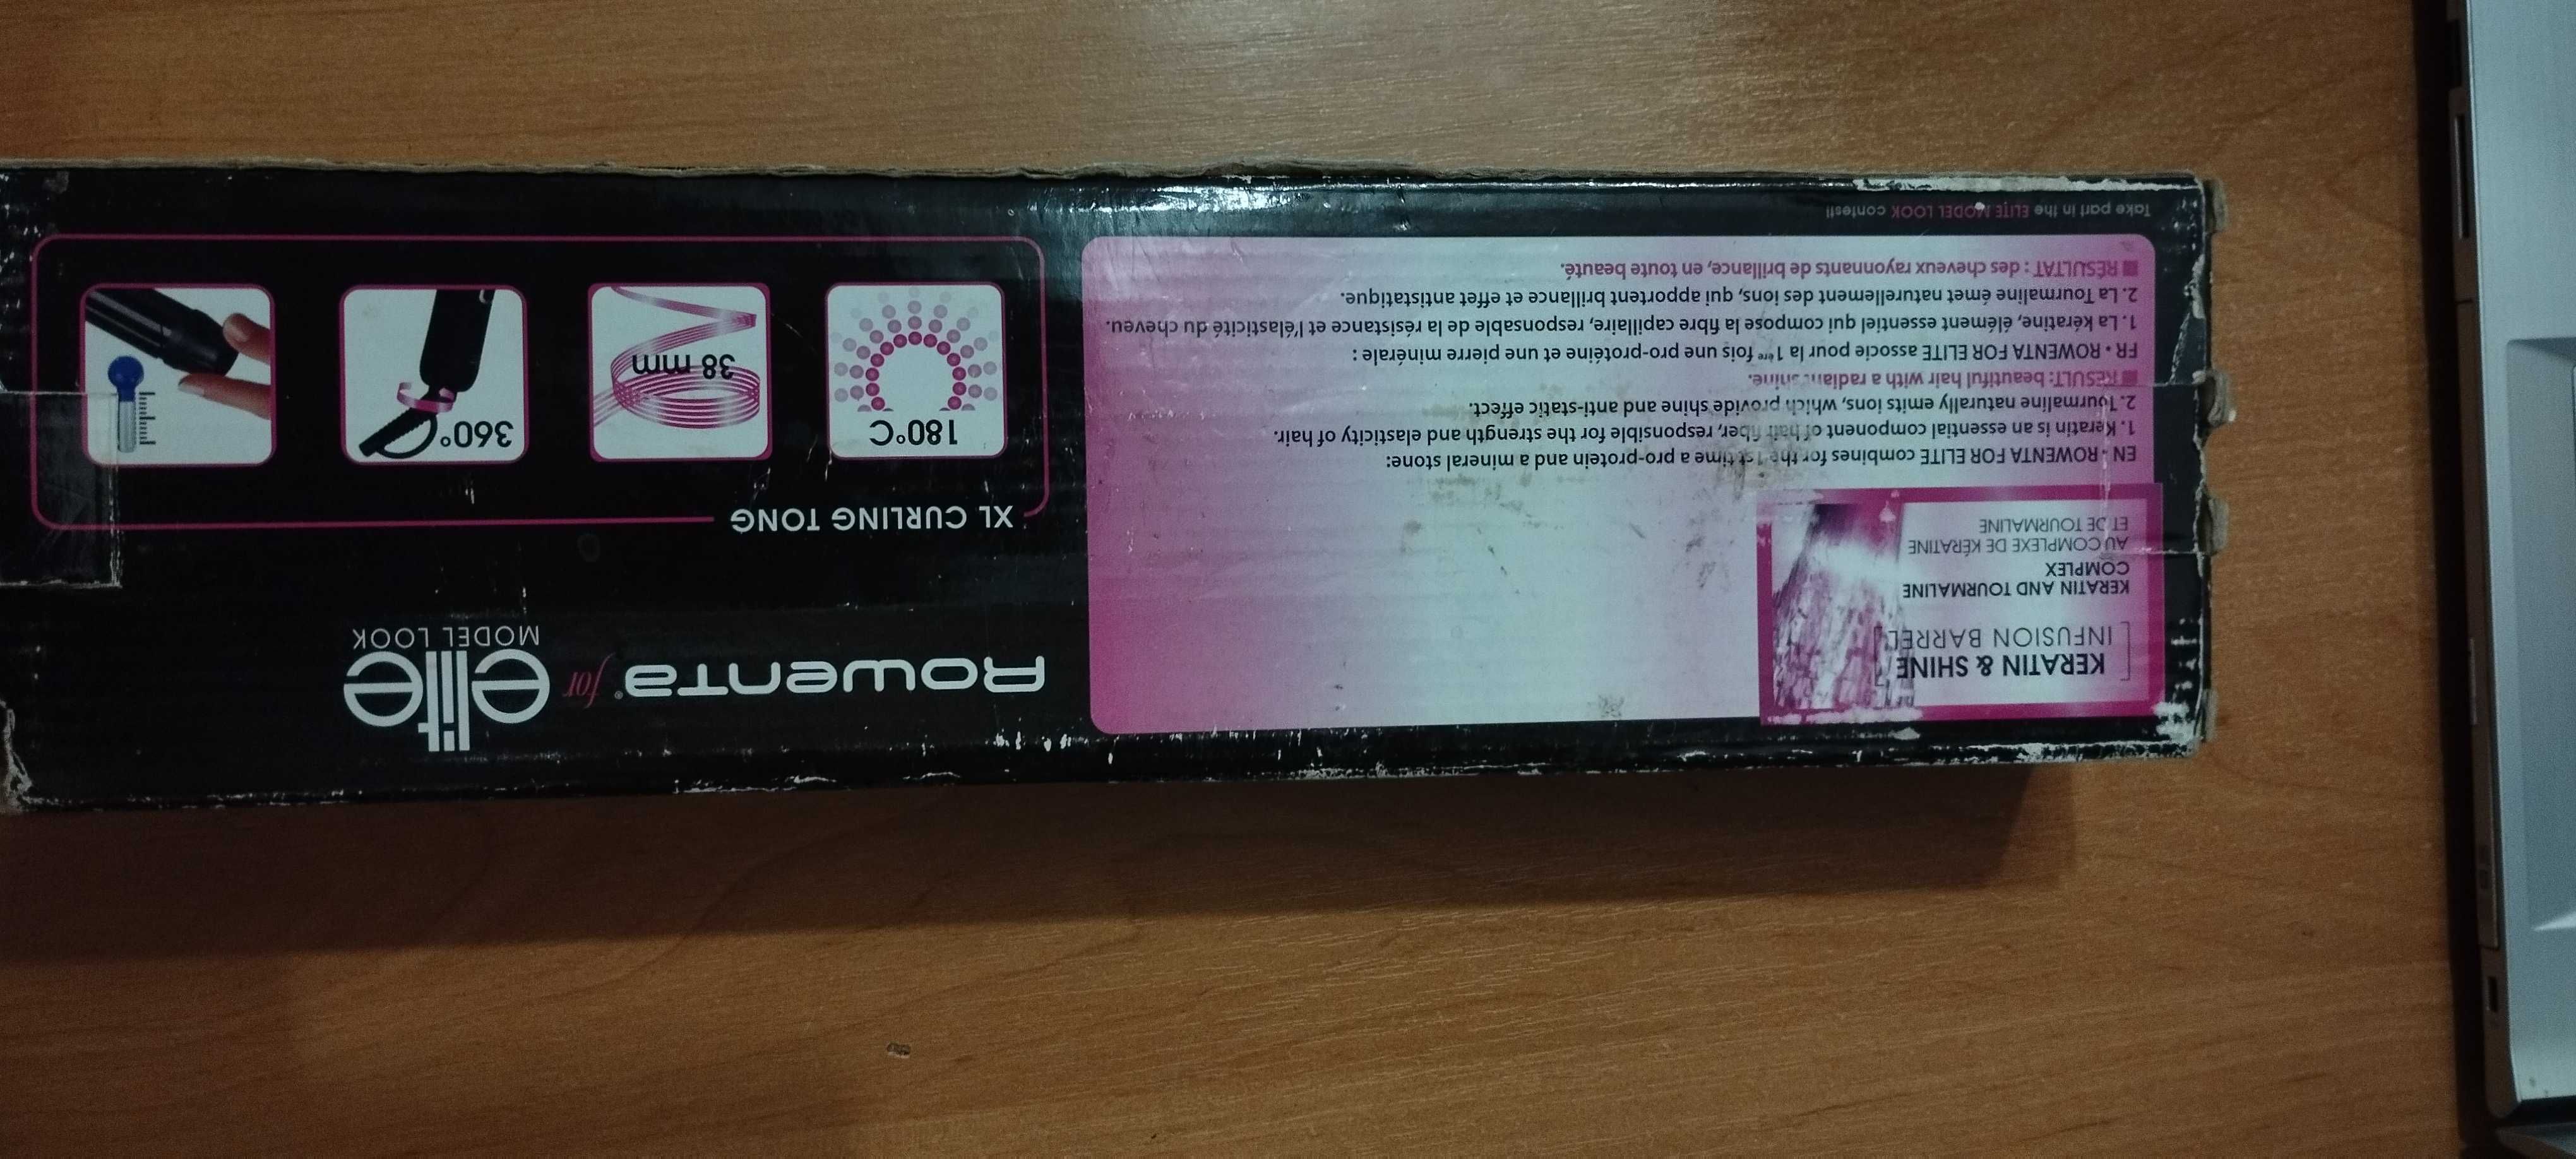 KERATIN & SHINE
INFUSION BARREL
KERATIN AND TOURMALINE
COMPLEX
AU COMPLEXE DE KÉRATINE
ET DE TOURMALINE
EN • ROWENTA FOR ELITE combines for the 1st time a pro-protein and a mineral stone:
1. Keratin is an essential component of hair fiber, responsible for the strength and elasticity of hair.
2. Tourmaline naturally emits ions, which provide shine and anti-static effect.
RESULT: beautiful hair with a radiant shine.
FR • ROWENTA FOR ELITE associe pour la 1ère fois une pro-protéine et une pierre minérale :
1. La kératine, élément essentiel qui compose la fibre capillaire, responsable de la résistance et l'élasticité du cheveu.
2. La Tourmaline émet naturellement des ions, qui apportent brillance et effet antistatique.
RÉSULTAT : des cheveux rayonnants de brillance, en toute beauté.
Take part in the ELITE MODEL LOOK contest!
Rowenta® for elite
MODEL LOOK
XL CURLING TONG
180°C
38 mm
360°